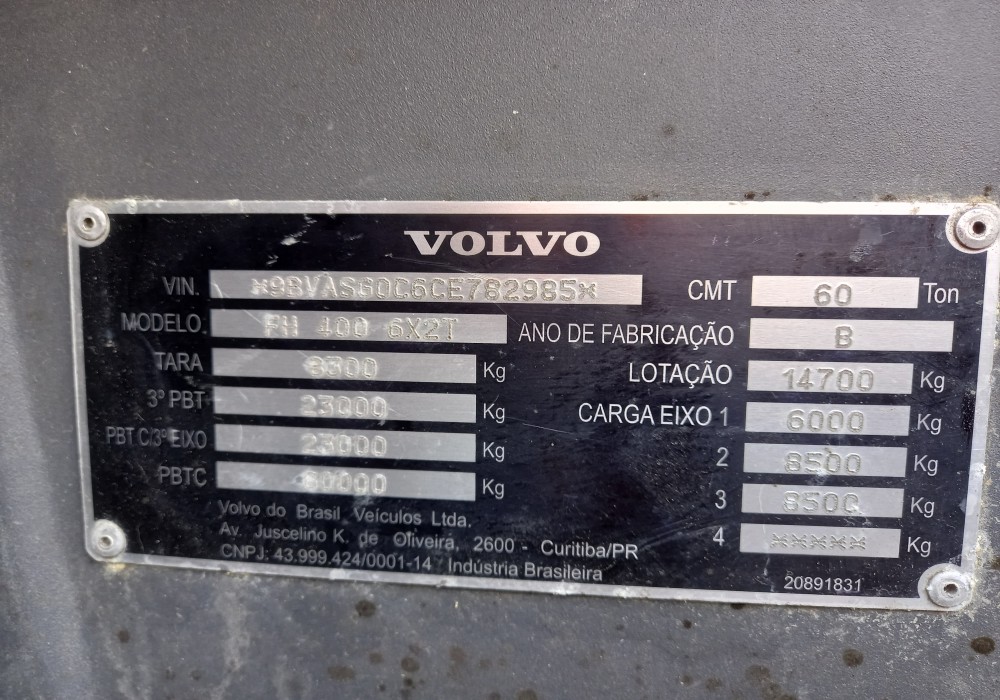 VOLVO
VIN. *9BVAS60C6CE782985* CMT 60 Ton
MODELO. FH 400 6X2T ANO DE FABRICAÇÃO B
TARA 8300 Kg LOTAÇÃO 14700 Kg
3º PBT 23000 Kg CARGA EIXO 1 6000 Kg
PBT C/3º EIXO 23000 Kg 2 8500 Kg
PBTC 60000 Kg 3 8500 Kg
4 ***** Kg
Volvo do Brasil Veículos Ltda.
Av. Juscelino K. de Oliveira, 2600 - Curitiba/PR
CNPJ: 43.999.424/0001-14 Indústria Brasileira
20891831